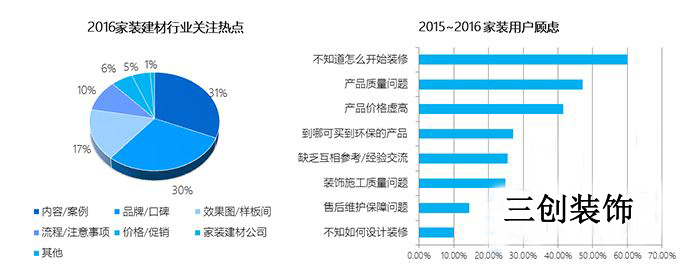 2016家装建材行业关注热点
31%
30%
17%
10%
6%
5%
1%
内容/案例
品牌/口碑
效果图/样板间
流程/注意事项
价格/促销
家装建材公司
其他
2015~2016 家装用户顾虑
不知道怎么开始装修
产品质量问题
产品价格虚高
到哪可买到环保的产品
缺乏互相参考/经验交流
装饰施工质量问题
售后维护保障问题
不知如何设计装修
0.00% 10.00% 20.00% 30.00% 40.00% 50.00% 60.00% 70.00%
三创装饰